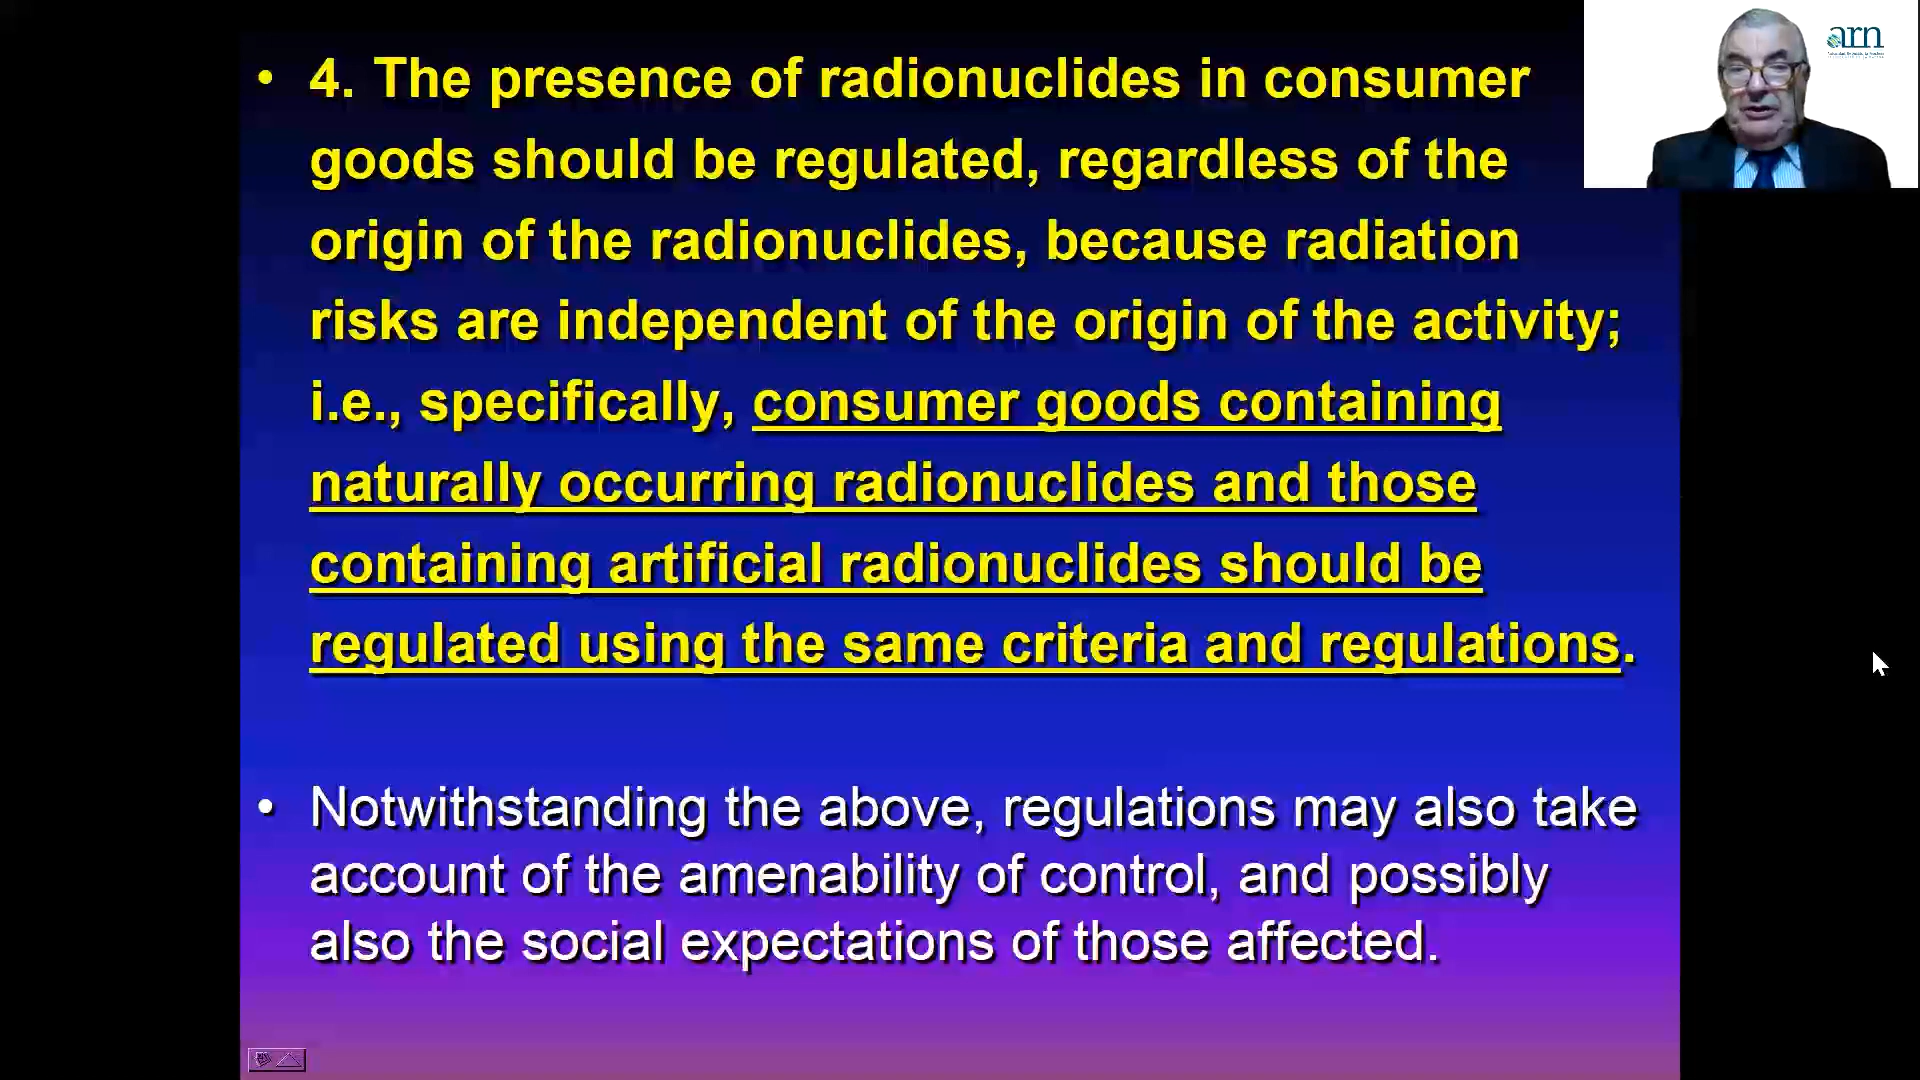 • 4. The presence of radionuclides in consumer
goods should be regulated, regardless of the
origin of the radionuclides, because radiation
risks are independent of the origin of the activity;
i.e., specifically, consumer goods containing
naturally occurring radionuclides and those
containing artificial radionuclides should be
regulated using the same criteria and regulations.
• Notwithstanding the above, regulations may also take
account of the amenability of control, and possibly
also the social expectations of those affected.
arn